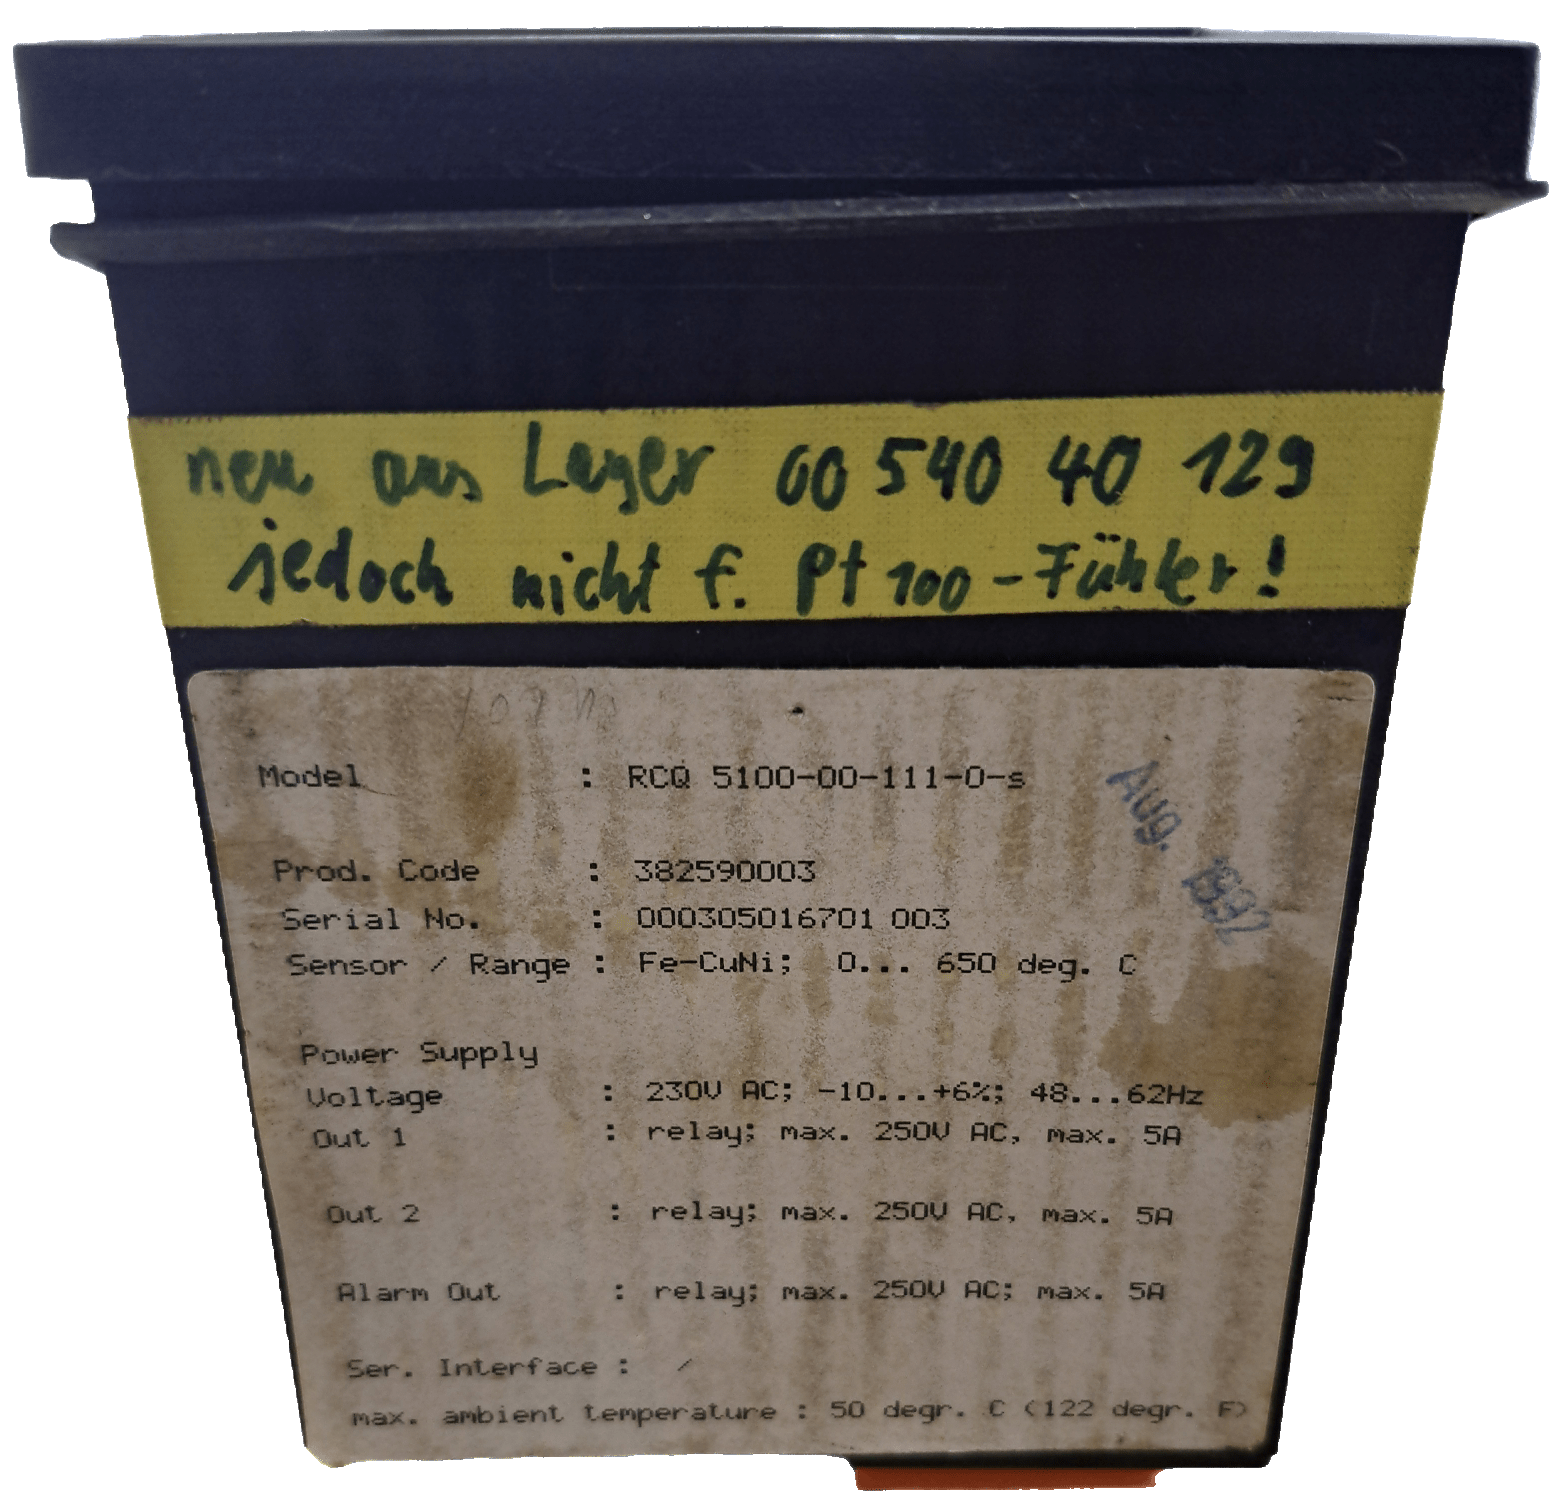 neu aus Lager 00 540 40 129
jedoch nicht f. Pt 100-Fühler!
Model : RCQ 5100-00-111-0-s
Aug. 1992
Prod. Code : 382590003
Serial No. : 000305016701 003
Sensor / Range : Fe-CuNi; 0... 650 deg. C
Power Supply
Voltage : 230V AC; -10...+6%; 48...62Hz
Out 1 : relay; max. 250V AC, max. 5A
Out 2 : relay; max. 250V AC, max. 5A
Alarm Out : relay; max. 250V AC; max. 5A
Ser. Interface : /
max. ambient temperature : 50 degr. C (122 degr. F)